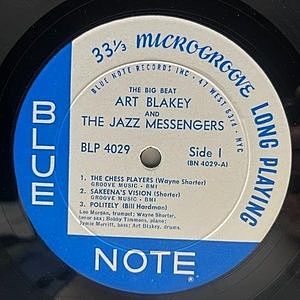 33 1/3 MICROGROOVE LONG PLAYING
BLUE NOTE RECORDS INC • 47 WEST 63rd • NYC
THE BIG BEAT
ART BLAKEY
AND
THE JAZZ MESSENGERS
BLP 4029 Side 1
(BN 4029-A)
1. THE CHESS PLAYERS (Wayne Shorter)
GROOVE MUSIC - BMI
2. SAKEENA'S VISION (Shorter)
GROOVE MUSIC - BMI
3. POLITELY (Bill Hardman)
Lee Morgan, trumpet; Wayne Shorter,
tenor sax; Bobby Timmons, piano;
Jymie Merritt, bass; Art Blakey, drums.
BLUE
NOTE ®